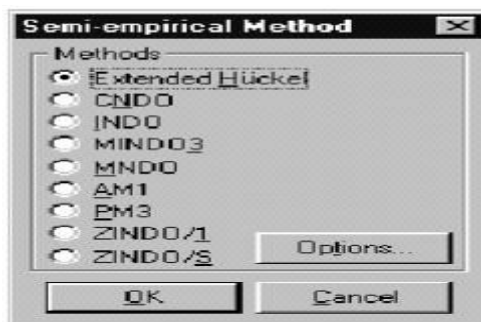 Semi-empirical Method
Methods
Extended Hückel
CNDO
INDO
MINDO3
MNDO
AM1
PM3
ZINDO/1
ZINDO/S
Options...
OK
Cancel